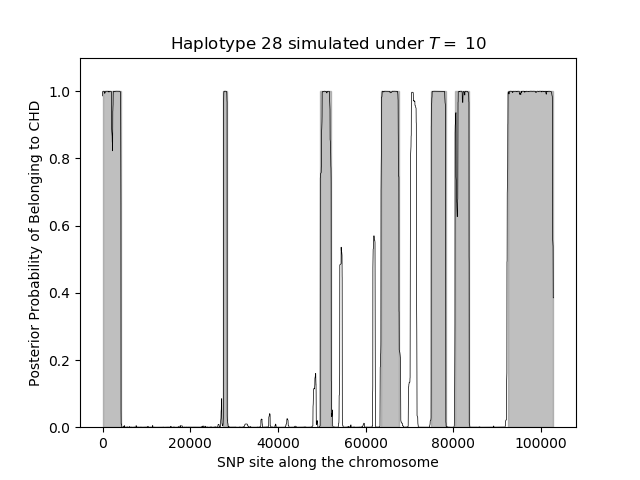 Haplotype 28 simulated under T = 10
Posterior Probability of Belonging to CHD
1.0
0.8
0.6
0.4
0.2
0.0
0 20000 40000 60000 80000 100000
SNP site along the chromosome